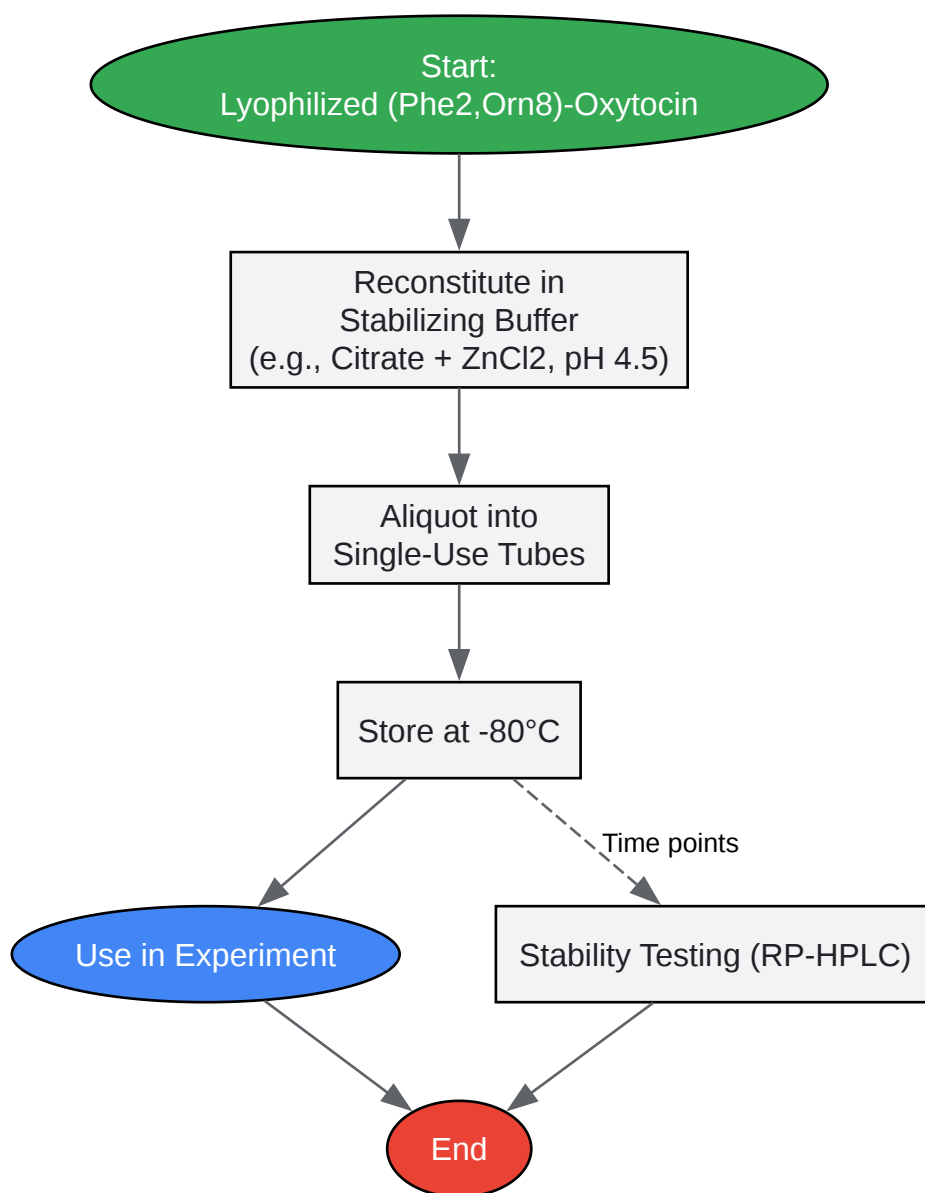 Start:
Lyophilized (Phe2,Orn8)-Oxytocin
Reconstitute in
Stabilizing Buffer
(e.g., Citrate + ZnCl2, pH 4.5)
Aliquot into
Single-Use Tubes
Store at -80°C
Time points
Use in Experiment
Stability Testing (RP-HPLC)
End